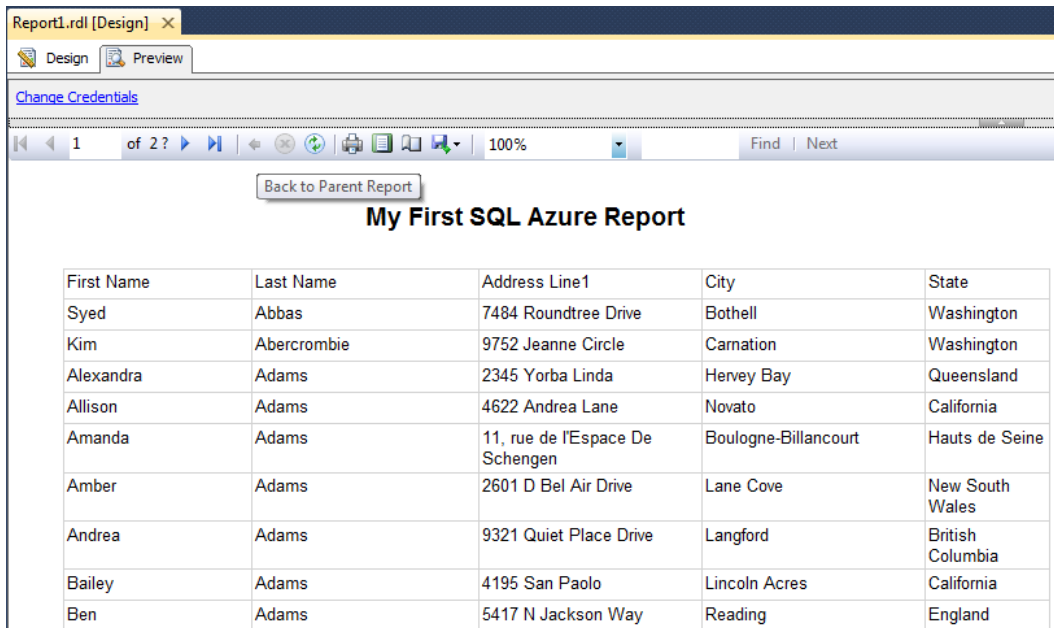 Report1.rdl [Design]
Design Preview
Change Credentials
1 of 2 ? 100% Find | Next
Back to Parent Report
My First SQL Azure Report
First Name Last Name Address Line1 City State
Syed Abbas 7484 Roundtree Drive Bothell Washington
Kim Abercrombie 9752 Jeanne Circle Carnation Washington
Alexandra Adams 2345 Yorba Linda Hervey Bay Queensland
Allison Adams 4622 Andrea Lane Novato California
Amanda Adams 11, rue de l'Espace De Boulogne-Billancourt Hauts de Seine
Schengen
Amber Adams 2601 D Bel Air Drive Lane Cove New South
Wales
Andrea Adams 9321 Quiet Place Drive Langford British
Columbia
Bailey Adams 4195 San Paolo Lincoln Acres California
Ben Adams 5417 N Jackson Way Reading England